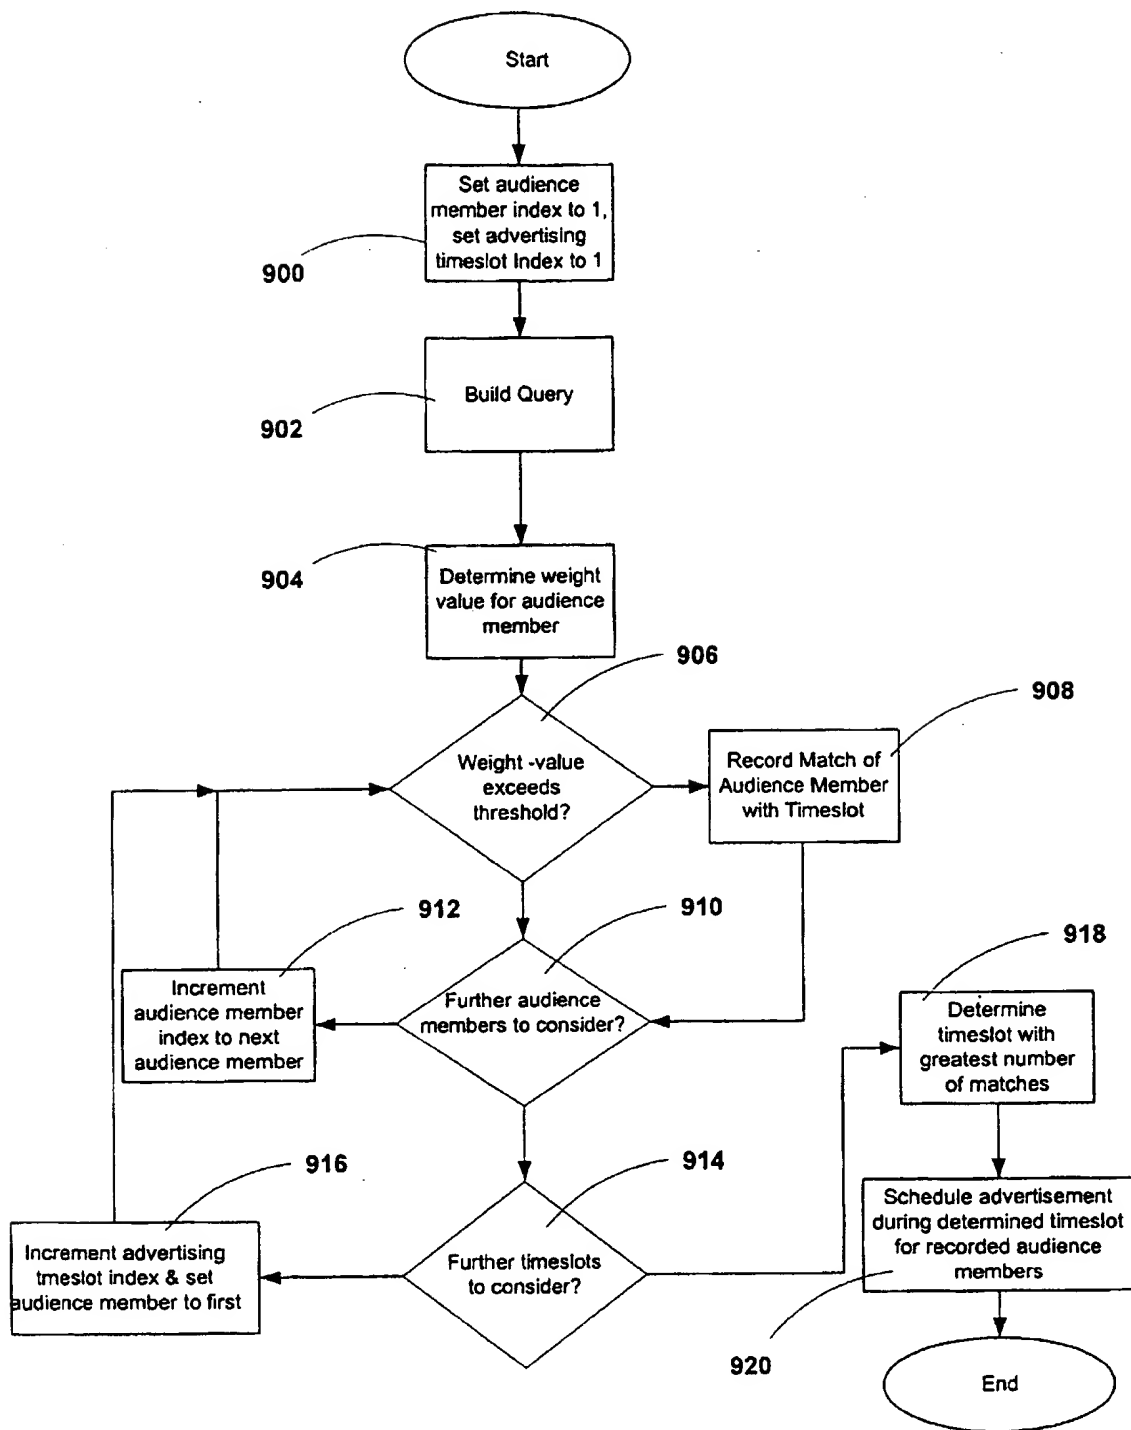 Start
Set audience
member index to 1,
set advertising
timeslot Index to 1
900
Build Query
902
904
Determine weight
value for audience
member
906
908
Weight -value
exceeds
threshold?
Record Match of
Audience Member
with Timeslot
912
910
918
Increment
audience member
index to next
audience member
Further audience
members to consider?
Determine
timeslot with
greatest number
of matches
916
914
Increment advertising
tmeslot index & set
audience member to first
Further timeslots
to consider?
Schedule advertisement
during determined timeslot
for recorded audience
members
920
End